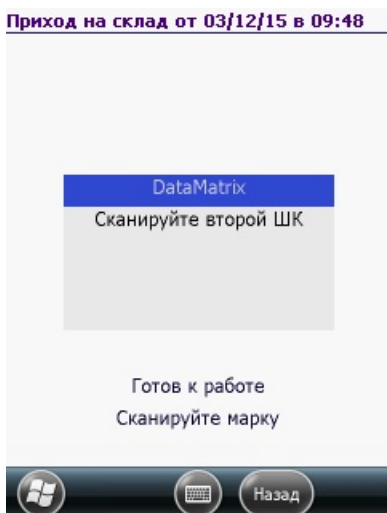 Приход на склад от 03/12/15 в 09:48
DataMatrix
Сканируйте второй ШК
Готов к работе
Сканируйте марку
Назад